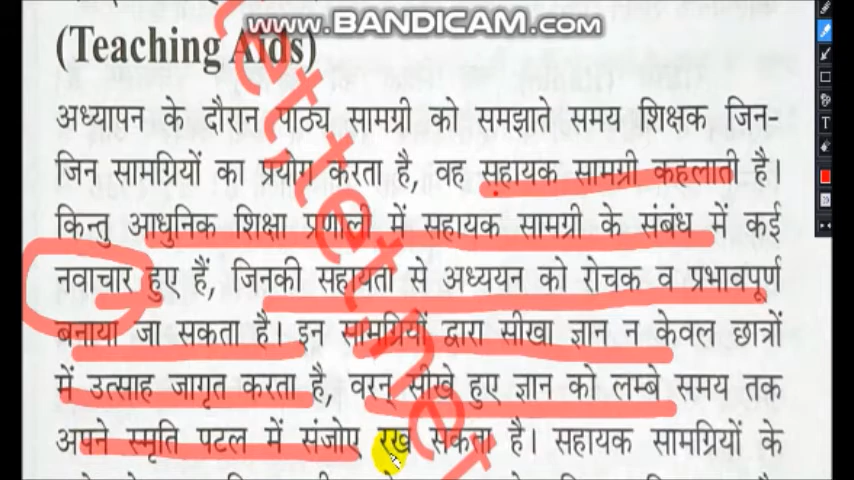 WWW.BANDICAM.COM
(Teaching Aids)
अध्यापन के दौरान पाठ्य सामग्री को समझाते समय शिक्षक जिन-
जिन सामग्रियों का प्रयोग करता है, वह सहायक सामग्री कहलाती है।
किन्तु आधुनिक शिक्षा प्रणाली में सहायक सामग्री के संबंध में कई
नवाचार हुए हैं, जिनकी सहायता से अध्ययन को रोचक व प्रभावपूर्ण
बनाया जा सकता है। इन सामग्रियों द्वारा सीखा ज्ञान न केवल छात्रों
में उत्साह जागृत करता है, वरन् सीखे हुए ज्ञान को लम्बे समय तक
अपने स्मृति पटल में संजोए रख सकता है। सहायक सामग्रियों के